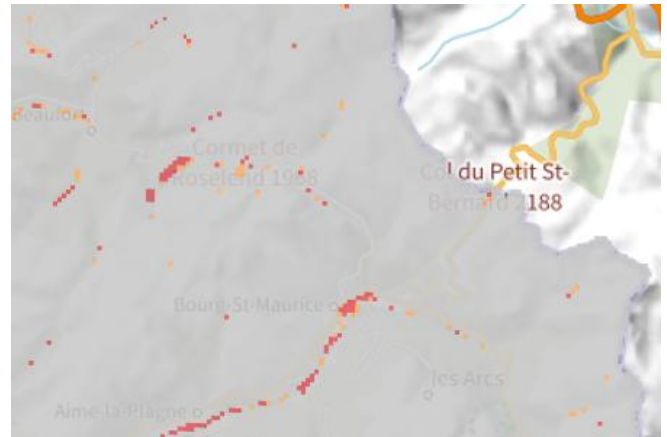 Beaufort
Cormet de
Roselend 1968
Col du Petit St-
Bernard 2188
Bourg-St-Maurice
les Arcs
Aime-la-Plagne